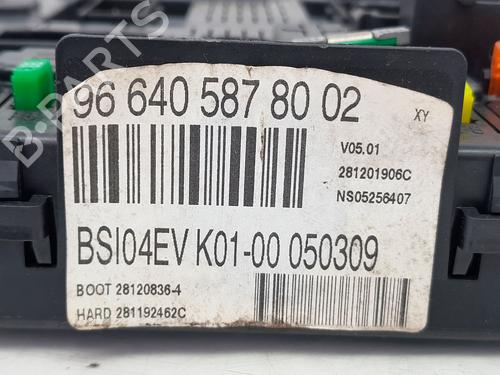 B-PARTS
96 640 587 80 02
XY
V05.01
281201906C
NS05256407
BSI04EV K01-00 050309
BOOT 28120836-4
HARD 281192462C